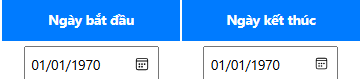 Ngày bắt đầu Ngày kết thúc
01/01/1970 01/01/1970